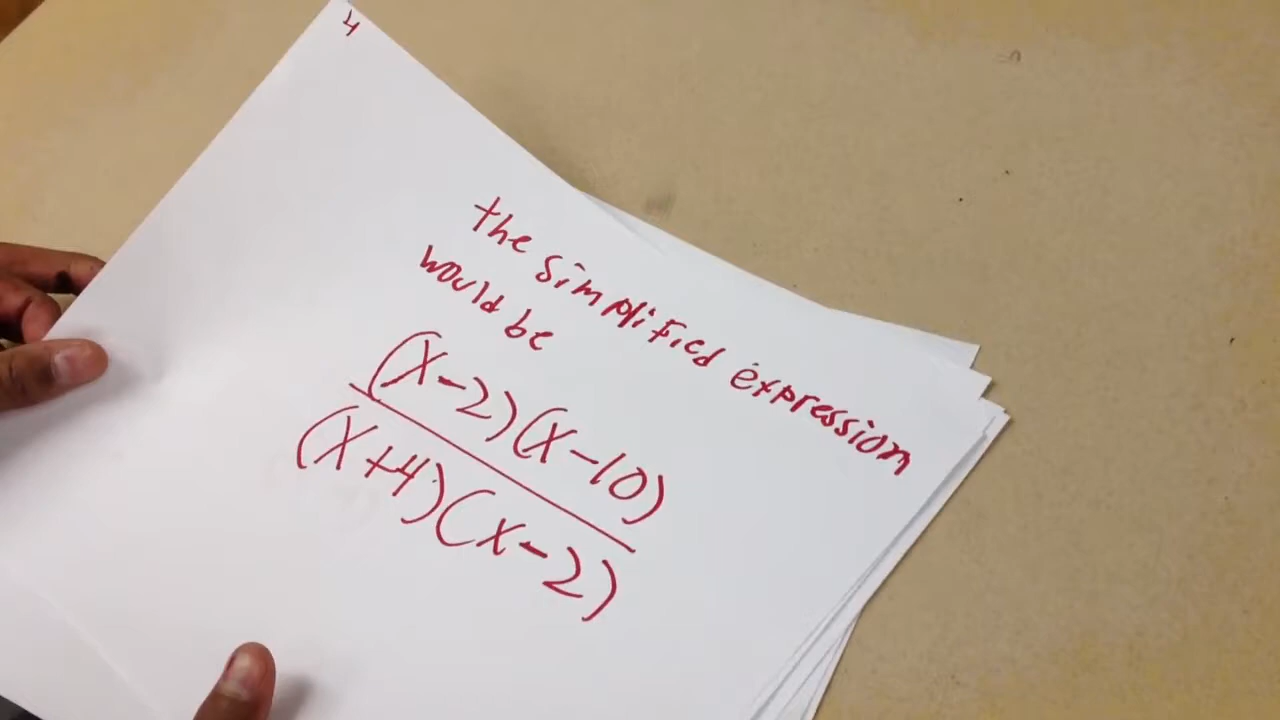 4
the simplified expression
would be
(x-2)(x-10)
(x+4)(x-2)